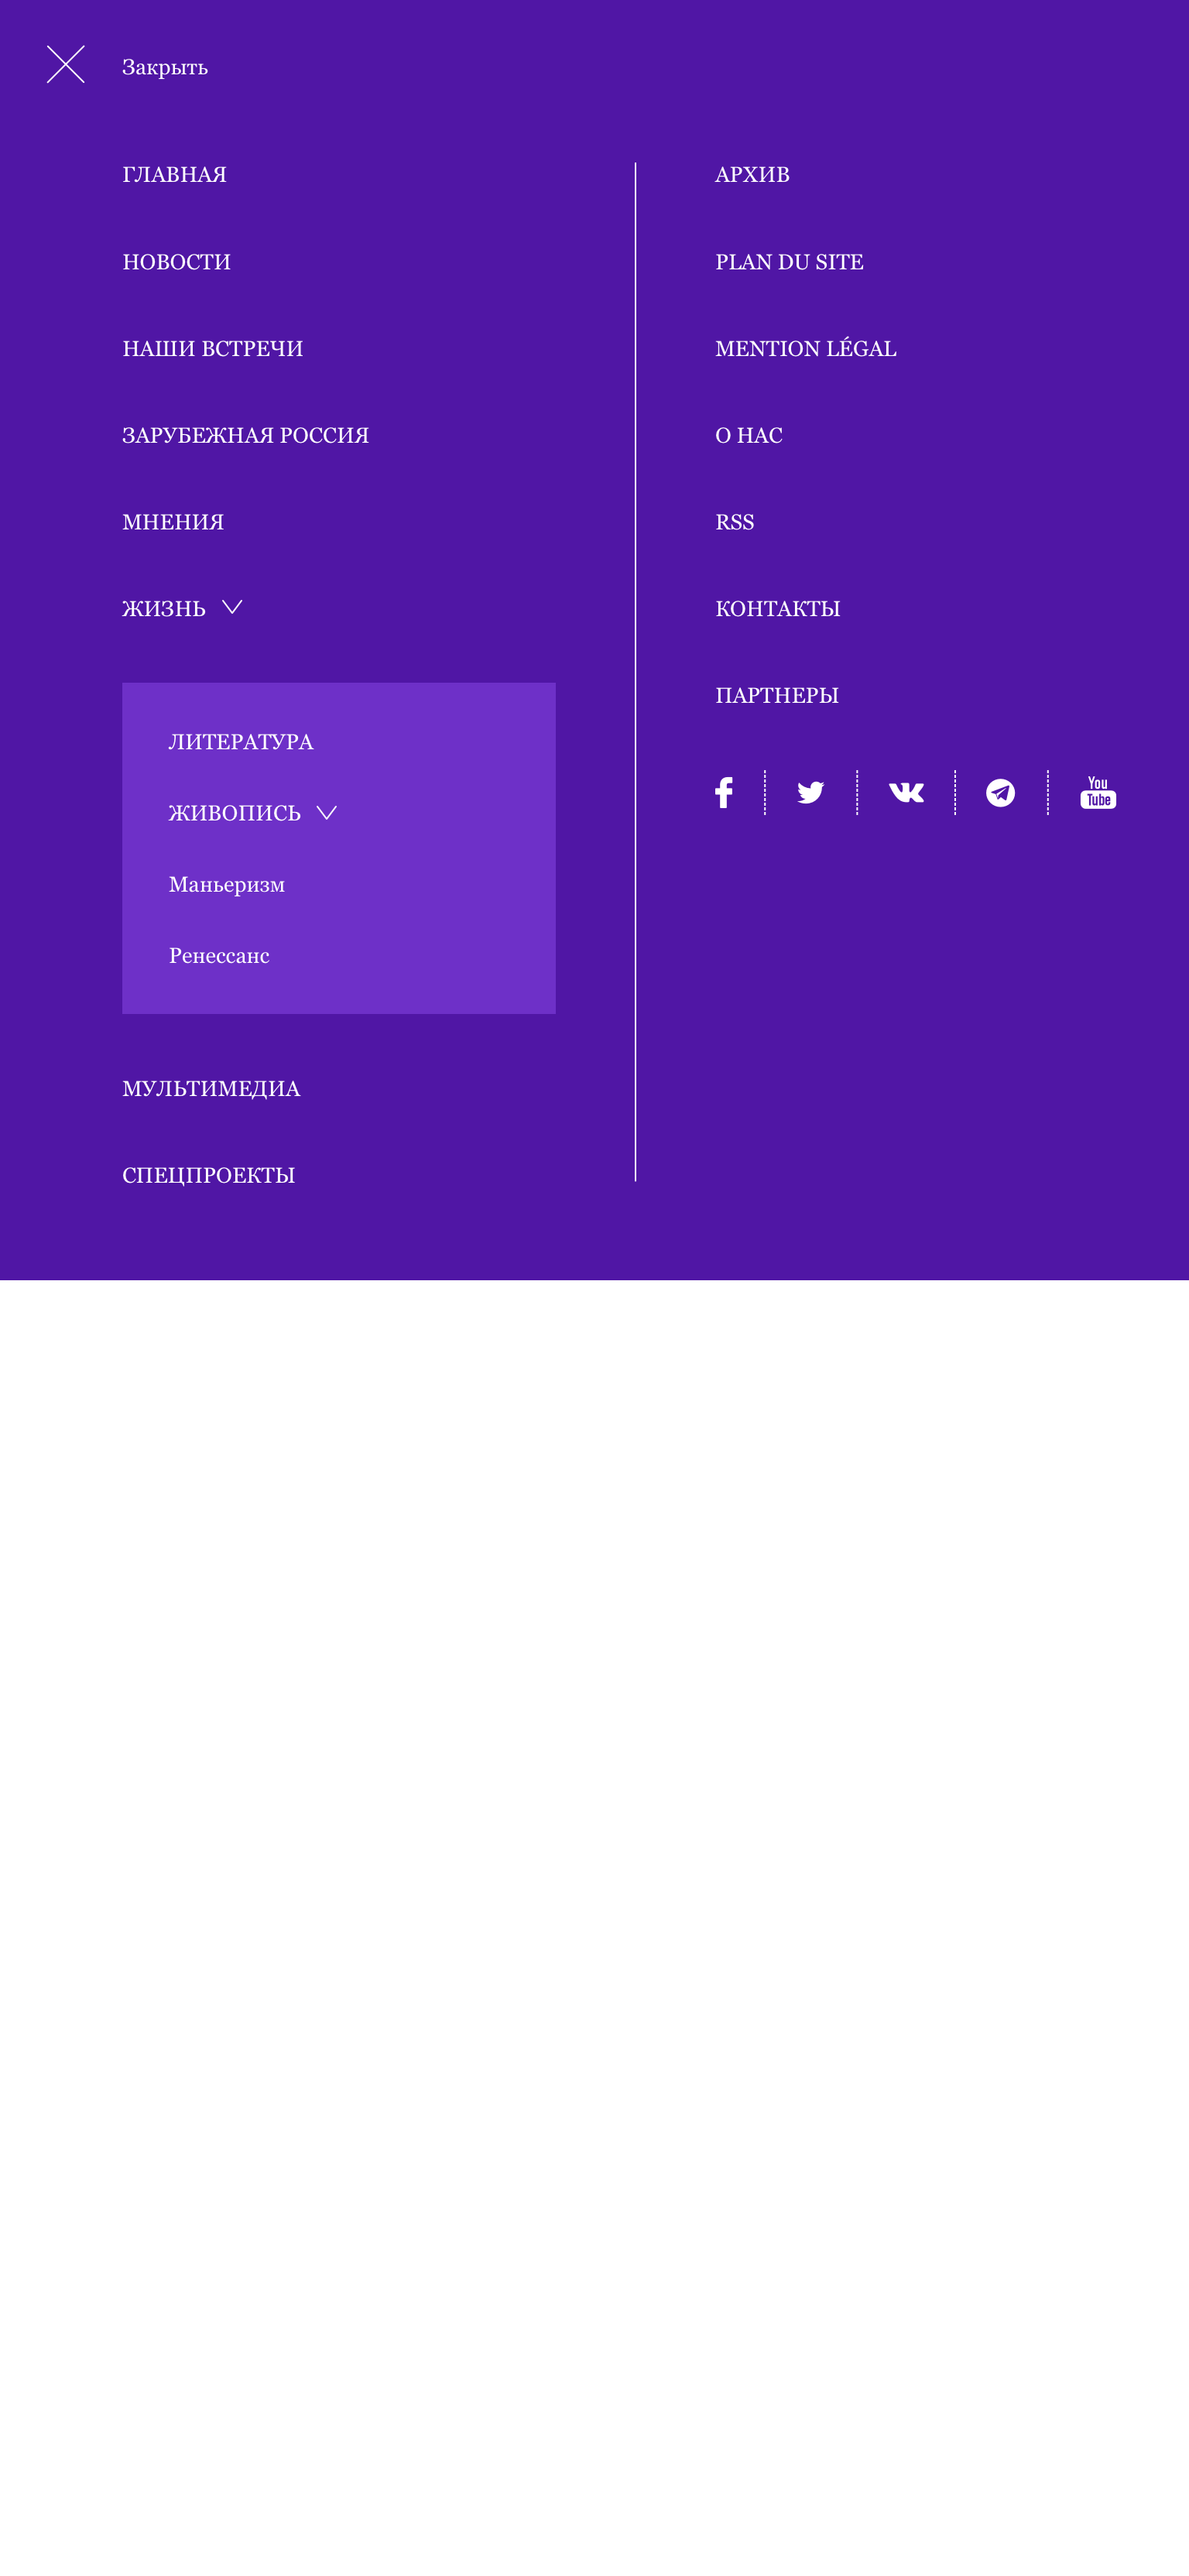 Закрыть
ГЛАВНАЯ
НОВОСТИ
НАШИ ВСТРЕЧИ
ЗАРУБЕЖНАЯ РОССИЯ
МНЕНИЯ
ЖИЗНЬ
ЛИТЕРАТУРА
ЖИВОПИСЬ
Маньеризм
Ренессанс
МУЛЬТИМЕДИА
СПЕЦПРОЕКТЫ
АРХИВ
PLAN DU SITE
MENTION LÉGAL
О НАС
RSS
КОНТАКТЫ
ПАРТНЕРЫ
You
Tube